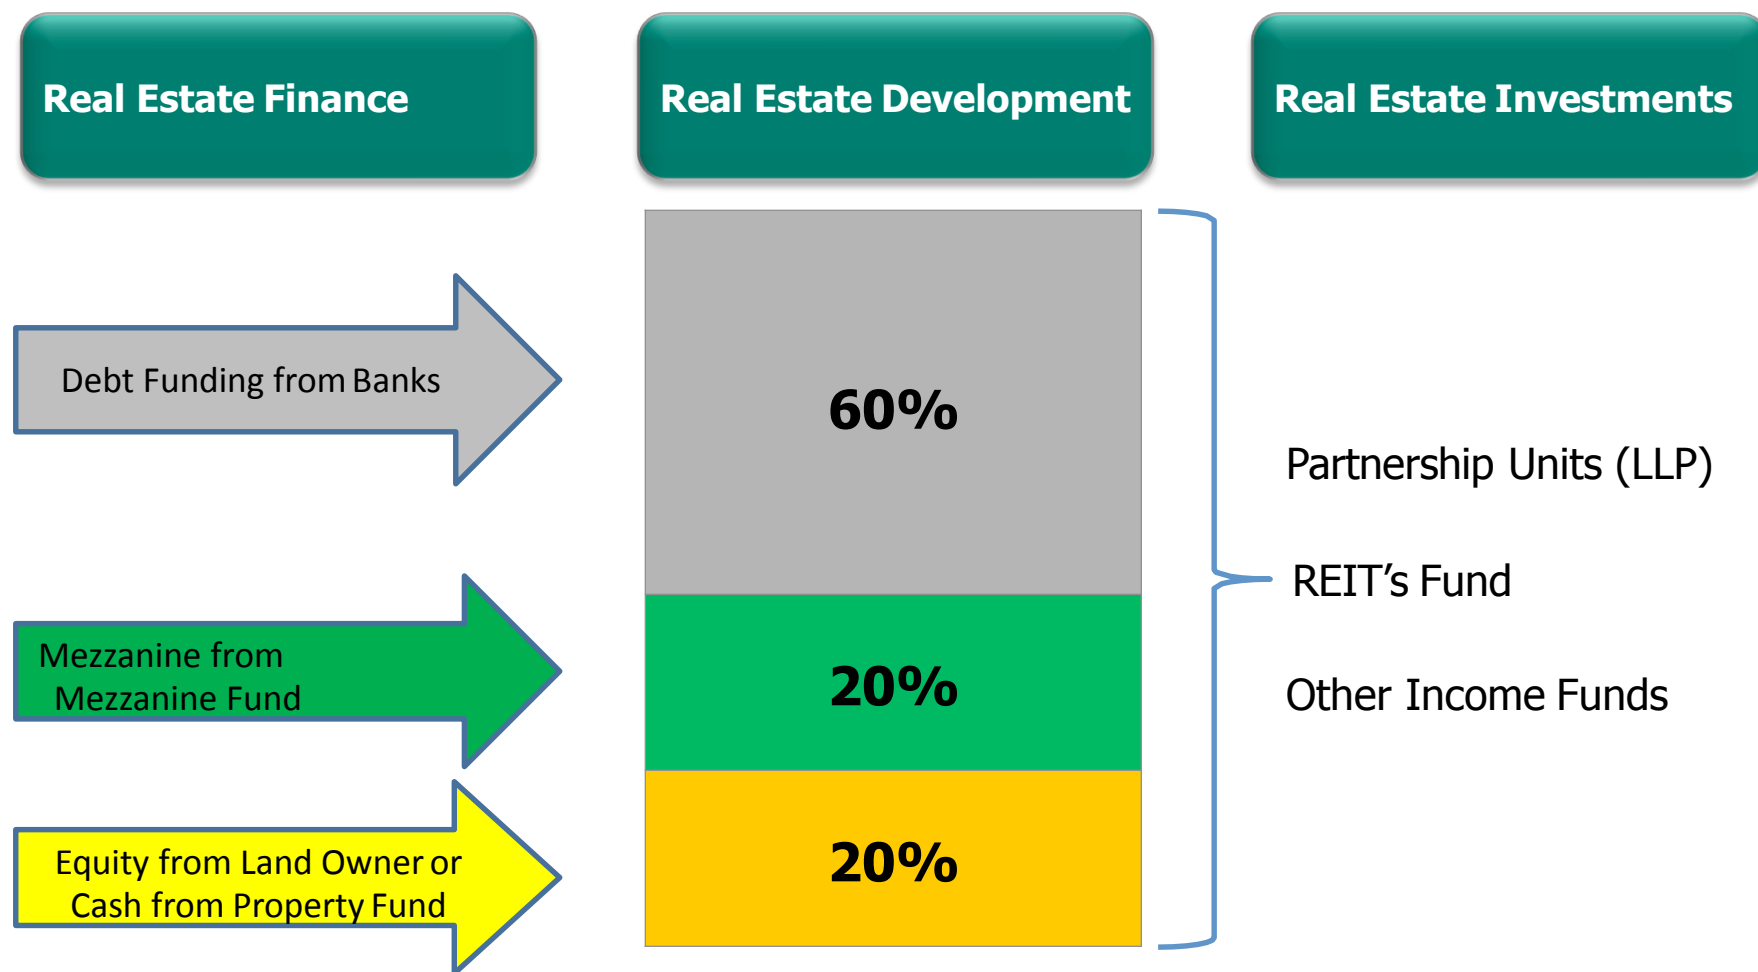 Real Estate Finance
Real Estate Development
Real Estate Investments
Debt Funding from Banks
60%
Mezzanine from
Mezzanine Fund
20%
Equity from Land Owner or
Cash from Property Fund
20%
Partnership Units (LLP)
REIT’s Fund
Other Income Funds